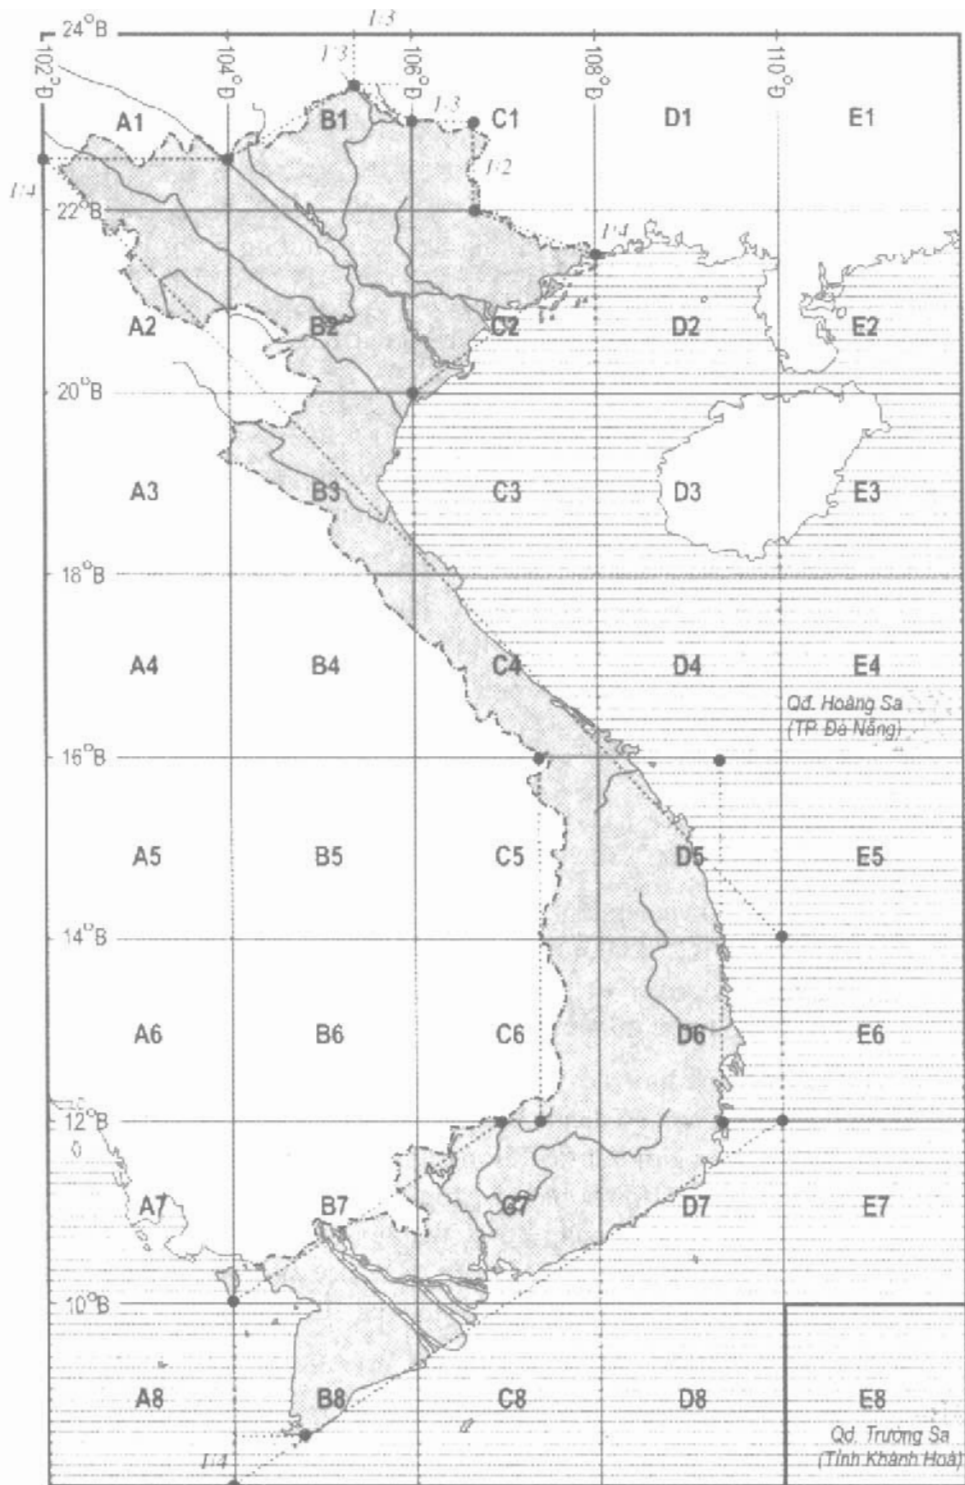 24°B
1/3
102°Đ
104°Đ
1/3
106°Đ
108°Đ
110°Đ
1/3
A1
B1
C1
D1
E1
1/4
1/2
22°B
1/4
A2
B2
C2
D2
E2
20°B
A3
B3
C3
D3
E3
18°B
A4
B4
C4
D4
E4
Qđ. Hoàng Sa
(TP. Đà Nẵng)
16°B
A5
B5
C5
D5
E5
14°B
A6
B6
C6
D6
E6
12°B
A7
B7
C7
D7
E7
10°B
A8
B8
C8
D8
E8
Qđ. Trường Sa
(Tỉnh Khánh Hoà)
1/4